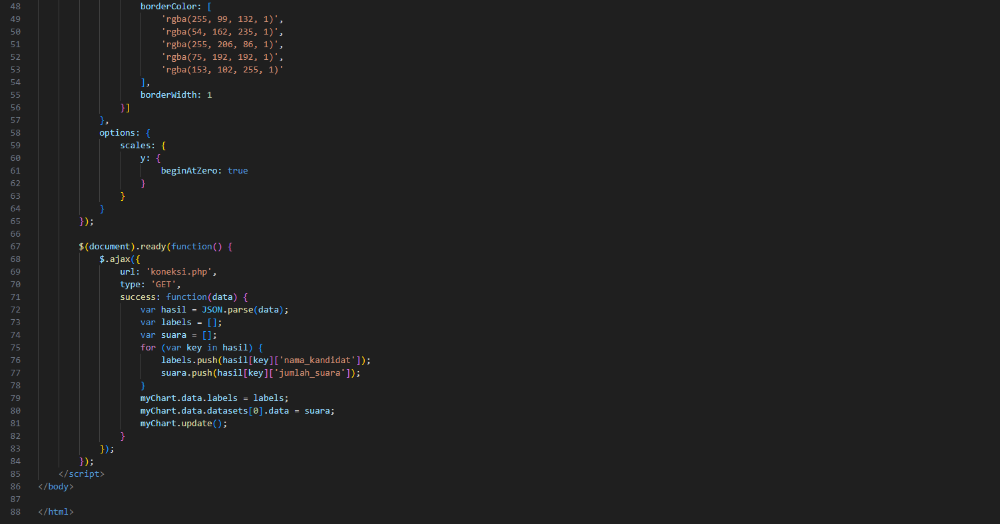 48 borderColor: [
49 'rgba(255, 99, 132, 1)',
50 'rgba(54, 162, 235, 1)',
51 'rgba(255, 206, 86, 1)',
52 'rgba(75, 192, 192, 1)',
53 'rgba(153, 102, 255, 1)'
54 ],
55 borderWidth: 1
56 }]
57 },
58 options: {
59 scales: {
60 y: {
61 beginAtZero: true
62 }
63 }
64 }
65 });
66
67 $(document).ready(function() {
68 $.ajax({
69 url: 'koneksi.php',
70 type: 'GET',
71 success: function(data) {
72 var hasil = JSON.parse(data);
73 var labels = [];
74 var suara = [];
75 for (var key in hasil) {
76 labels.push(hasil[key]['nama_kandidat']);
77 suara.push(hasil[key]['jumlah_suara']);
78 }
79 myChart.data.labels = labels;
80 myChart.data.datasets[0].data = suara;
81 myChart.update();
82 }
83 });
84 });
85 </script>
86 </body>
87
88 </html>